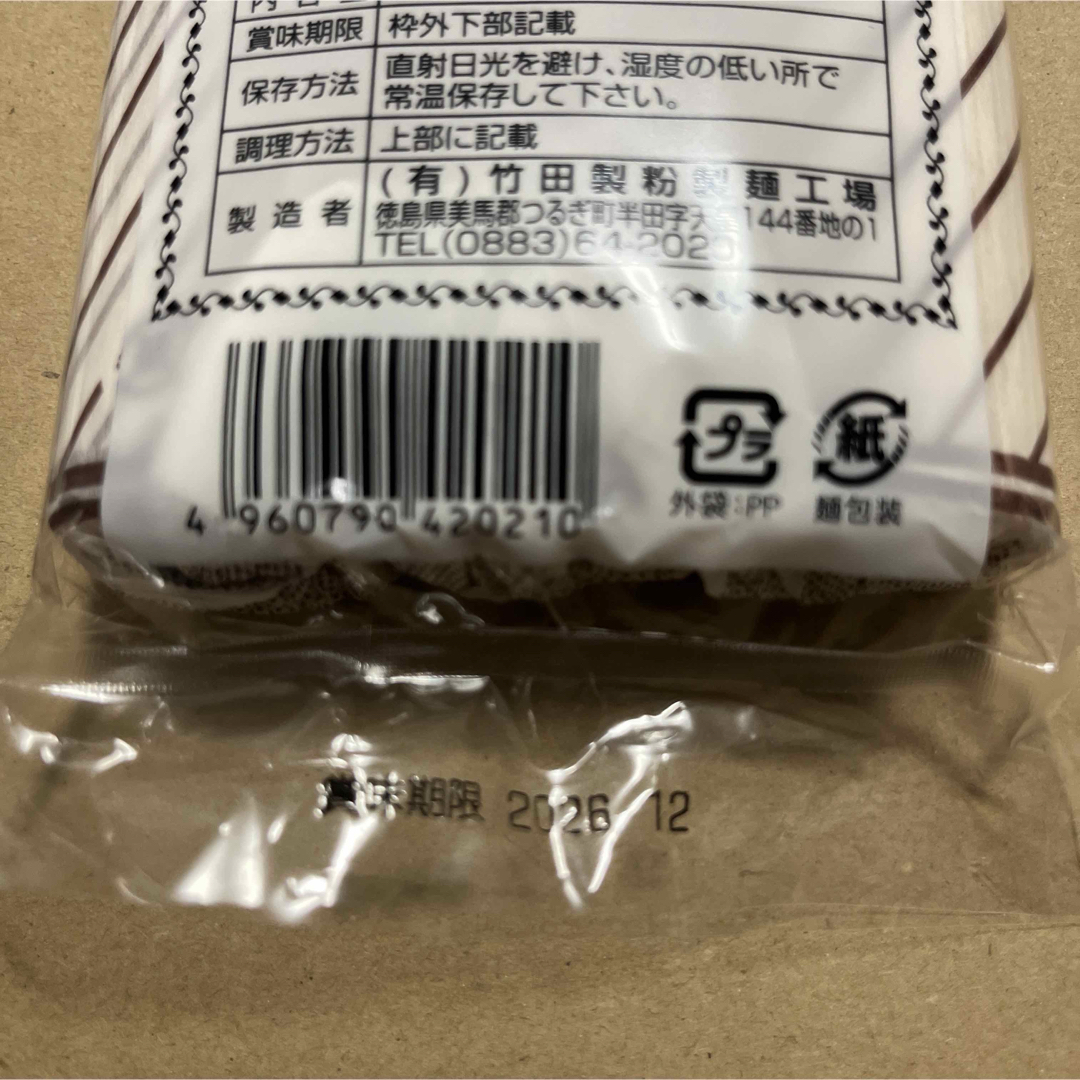 賞味期限 枠外下部記載
保存方法 直射日光を避け、湿度の低い所で
常温保存して下さい。
調理方法 上部に記載
製造者 (有)竹田製粉製麺工場
徳島県美馬郡つるぎ町半田字 144番地の1
TEL(0883)64-2020
プラ
紙
外袋:PP 麺包装
4 960790 420210
賞味期限 2026 12